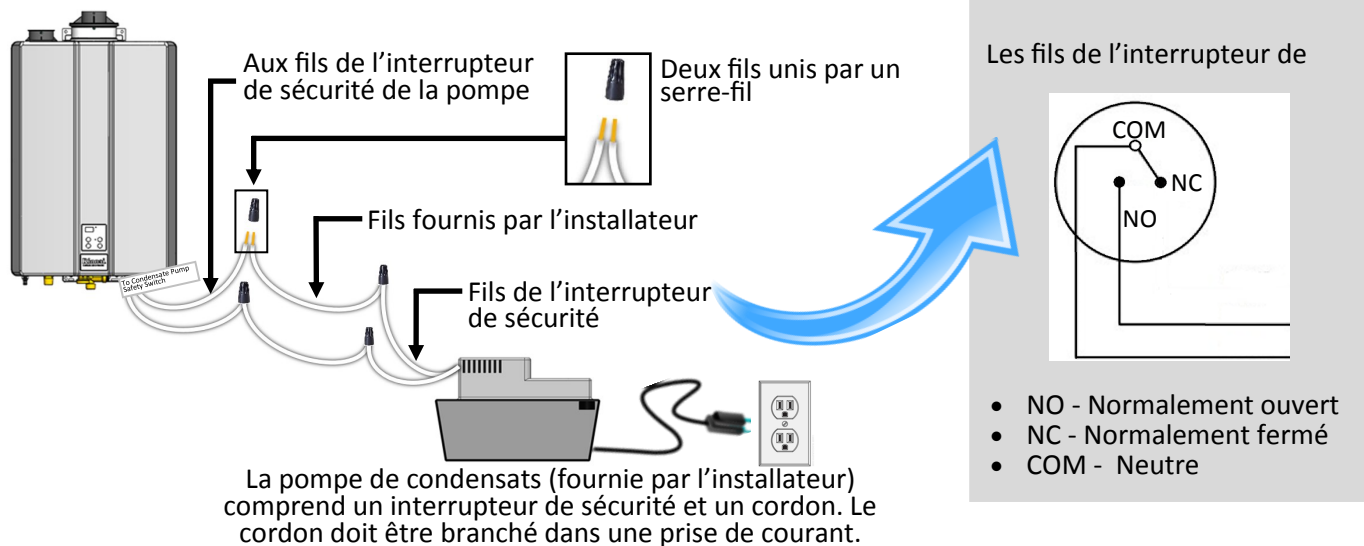 Aux fils de l'interrupteur
de sécurité de la pompe
Deux fils unis par un
serre-fil
Fils fournis par l'installateur
To Condensate Pump
Safety Switch
Fils de l'interrupteur
de sécurité
La pompe de condensats (fournie par l'installateur)
comprend un interrupteur de sécurité et un cordon. Le
cordon doit être branché dans une prise de courant.
Les fils de l'interrupteur de
COM
NC
NO
• NO - Normalement ouvert
• NC - Normalement fermé
• COM - Neutre